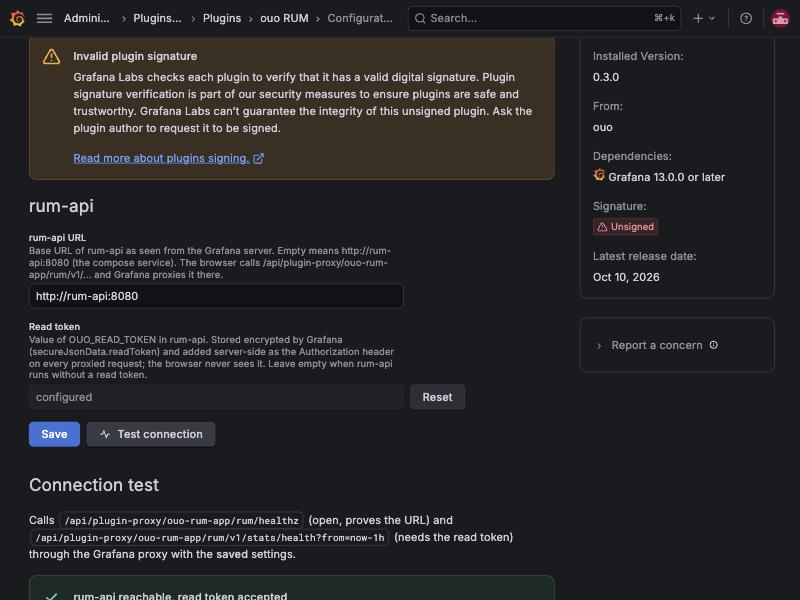 Admini... > Plugins... > Plugins > ouo RUM > Configurat...
Search... ⌘+k
Invalid plugin signature
Grafana Labs checks each plugin to verify that it has a valid digital signature. Plugin
signature verification is part of our security measures to ensure plugins are safe and
trustworthy. Grafana Labs can't guarantee the integrity of this unsigned plugin. Ask the
plugin author to request it to be signed.
Read more about plugins signing.
rum-api
rum-api URL
Base URL of rum-api as seen from the Grafana server. Empty means http://rum-
api:8080 (the compose service). The browser calls /api/plugin-proxy/ouo-rum-
app/rum/v1/... and Grafana proxies it there.
http://rum-api:8080
Read token
Value of OUO_READ_TOKEN in rum-api. Stored encrypted by Grafana
(secureJsonData.readToken) and added server-side as the Authorization header
on every proxied request; the browser never sees it. Leave empty when rum-api
runs without a read token.
configured
Reset
Save
Test connection
Connection test
Calls /api/plugin-proxy/ouo-rum-app/rum/healthz (open, proves the URL) and
/api/plugin-proxy/ouo-rum-app/rum/v1/stats/health?from=now-1h (needs the read token)
through the Grafana proxy with the saved settings.
rum-api reachable, read token accepted
Installed Version:
0.3.0
From:
ouo
Dependencies:
Grafana 13.0.0 or later
Signature:
Unsigned
Latest release date:
Oct 10, 2026
Report a concern